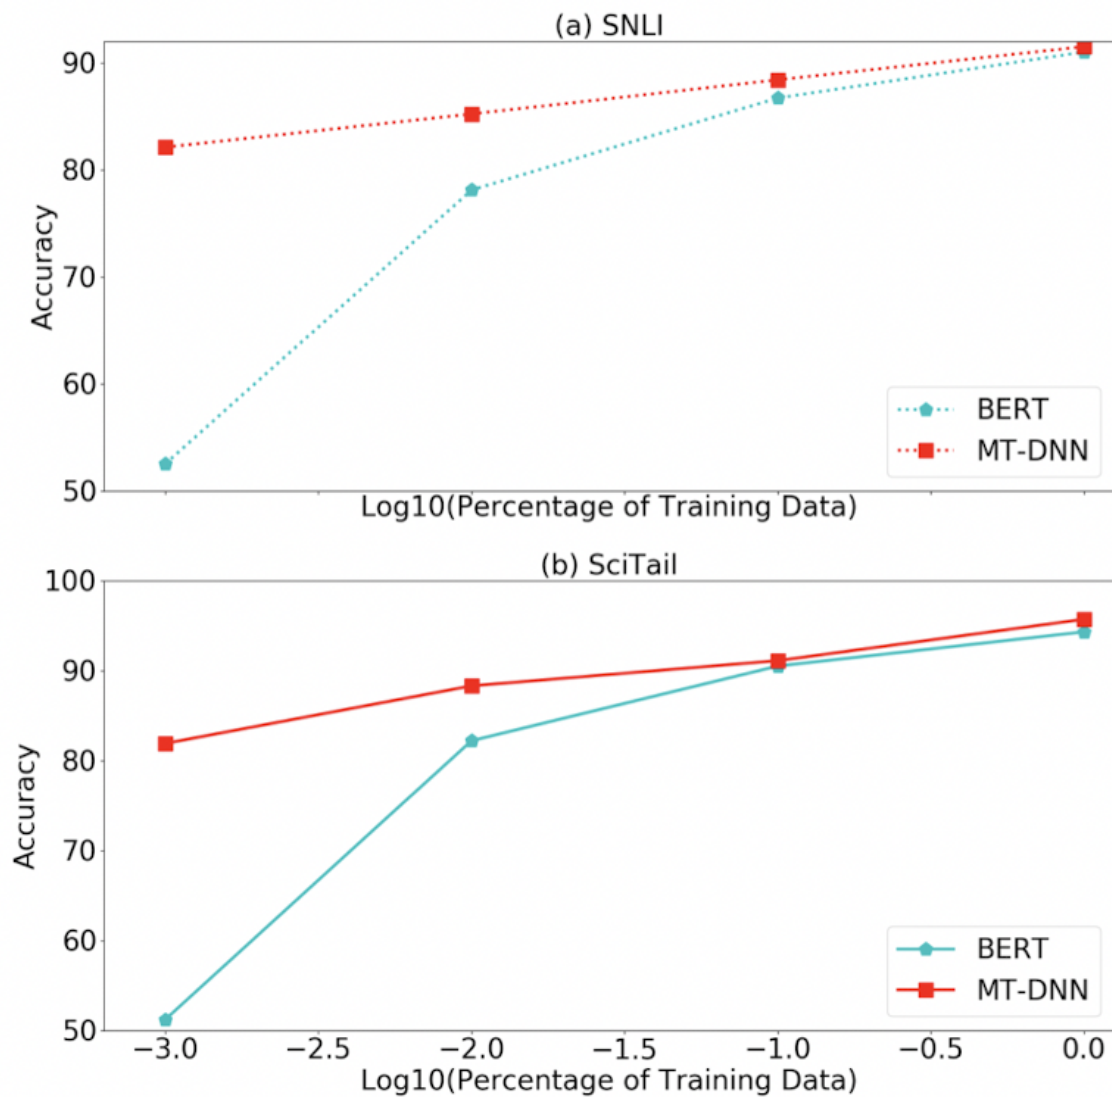 (a) SNLI
90
80
70
60
50
Accuracy
BERT
MT-DNN
Log10(Percentage of Training Data)
(b) SciTail
100
90
80
70
60
50
Accuracy
BERT
MT-DNN
−3.0 −2.5 −2.0 −1.5 −1.0 −0.5 0.0
Log10(Percentage of Training Data)